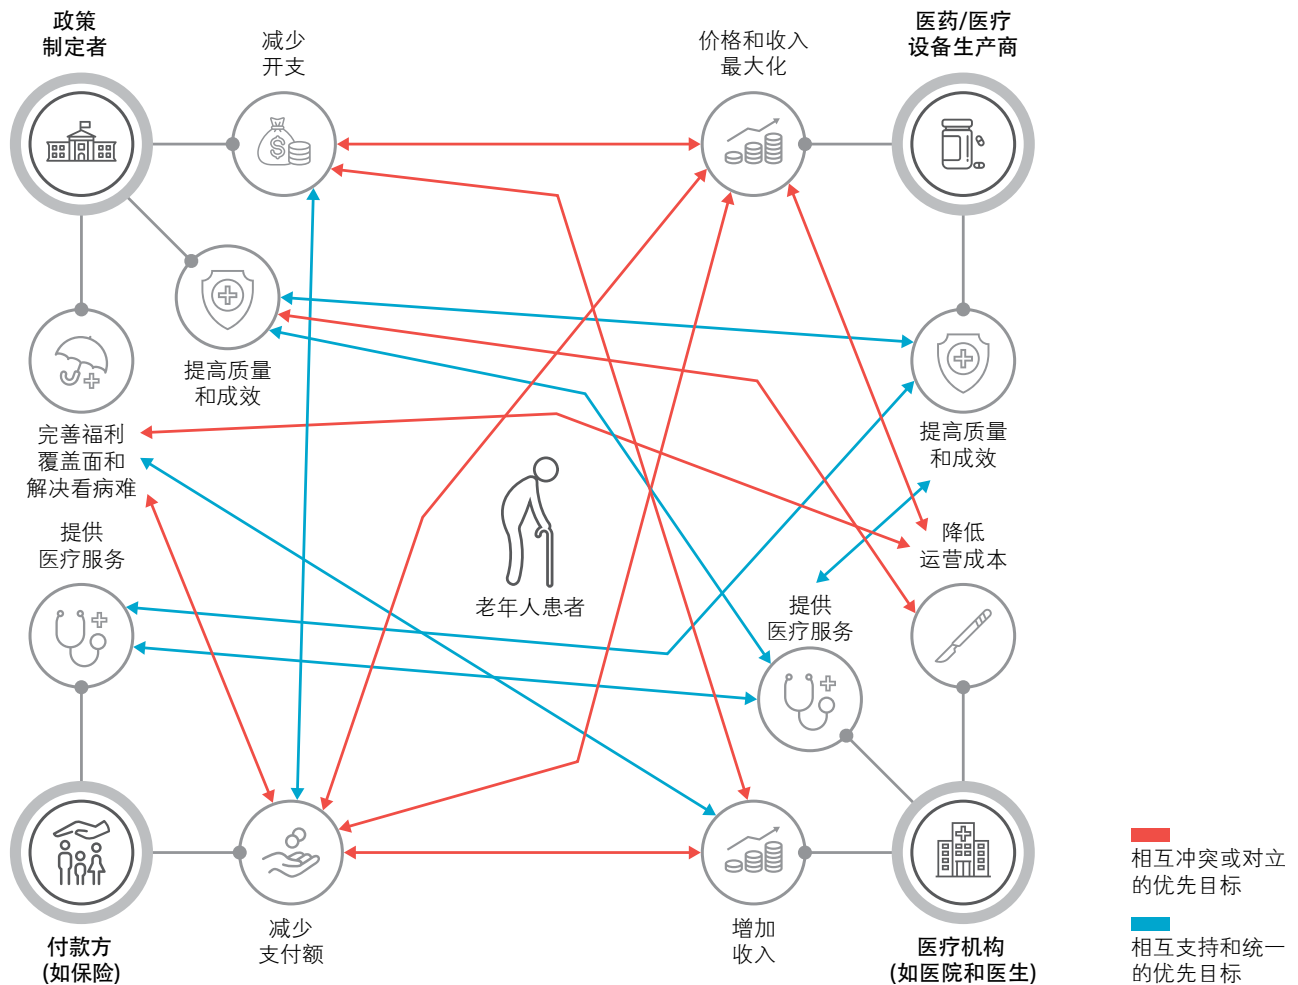 政策
制定者
减少
开支
价格和收入
最大化
医药/医疗
设备生产商
$
提高质量
和成效
完善福利
覆盖面和
解决看病难
提高质量
和成效
提供
医疗服务
降低
运营成本
老年人患者
提供
医疗服务
付款方
(如保险)
减少
支付额
增加
收入
医疗机构
(如医院和医生)
相互冲突或对立
的优先目标
相互支持和统一
的优先目标